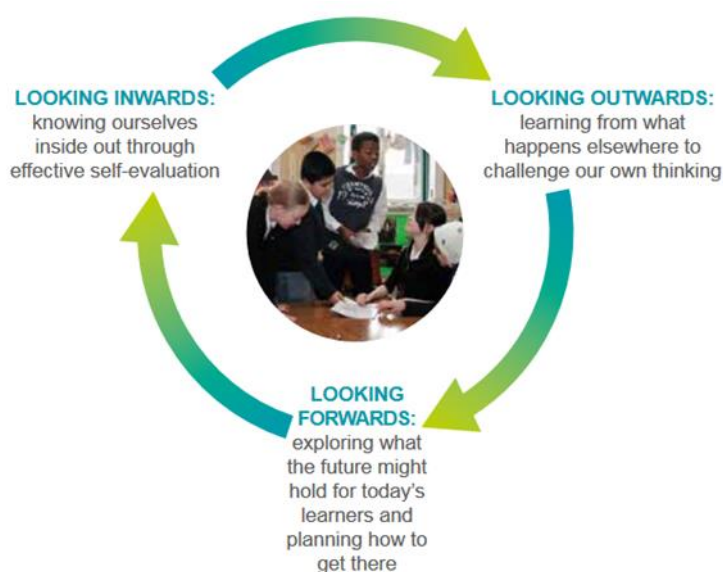 LOOKING INWARDS:
knowing ourselves
inside out through
effective self-evaluation
LOOKING OUTWARDS:
learning from what
happens elsewhere to
challenge our own thinking
LOOKING
FORWARDS:
exploring what
the future might
hold for today's
learners and
planning how to
get there